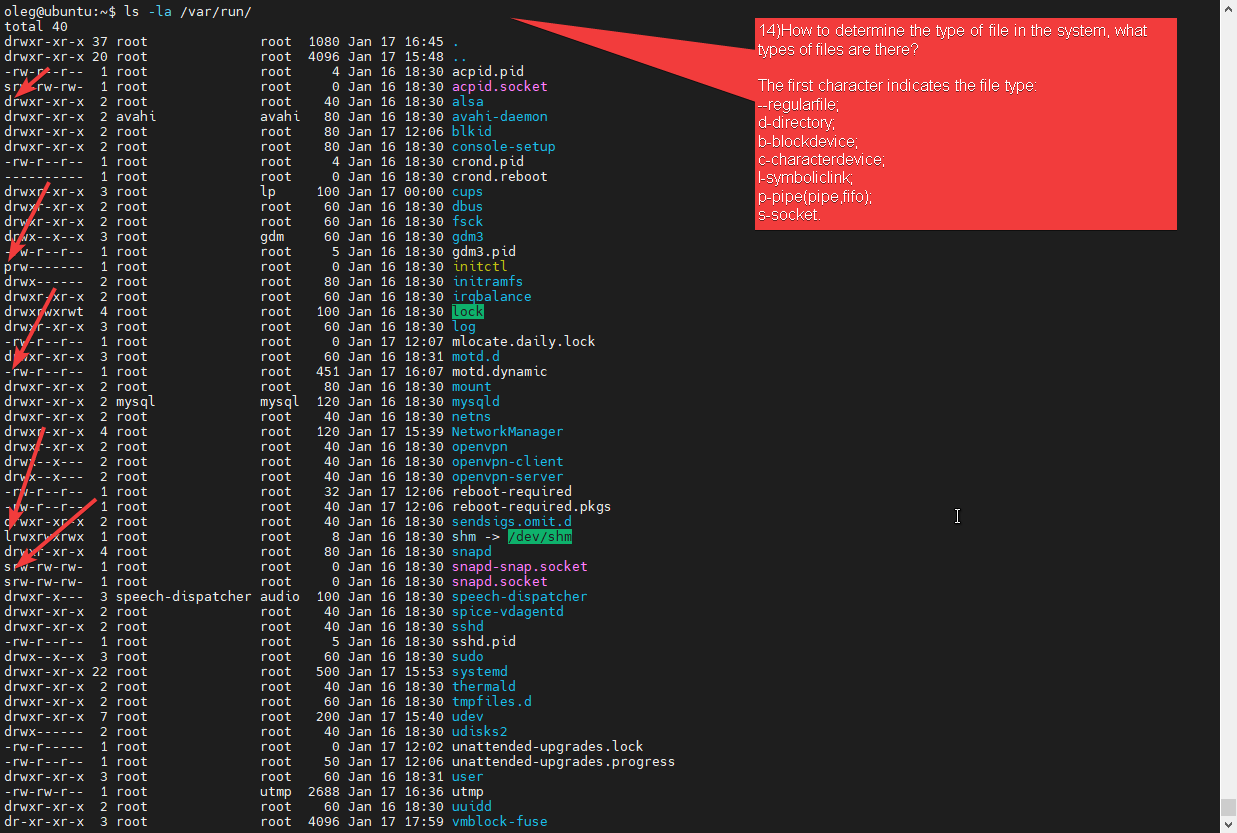 oleg@ubuntu:~$ ls -la /var/run/
total 40
drwxr-xr-x 37 root root 1080 Jan 17 16:45 .
drwxr-xr-x 20 root root 4096 Jan 17 15:48 ..
-rw-r--r-- 1 root root 4 Jan 16 18:30 acpid.pid
srw-rw-rw- 1 root root 0 Jan 16 18:30 acpid.socket
drwxr-xr-x 2 root root 40 Jan 16 18:30 alsa
drwxr-xr-x 2 avahi avahi 80 Jan 16 18:30 avahi-daemon
drwxr-xr-x 2 root root 80 Jan 17 12:06 blkid
drwxr-xr-x 2 root root 80 Jan 16 18:30 console-setup
-rw-r--r-- 1 root root 4 Jan 16 18:30 crond.pid
---------- 1 root root 0 Jan 16 18:30 crond.reboot
drwxr-xr-x 3 root lp 100 Jan 17 00:00 cups
drwxr-xr-x 2 root root 60 Jan 16 18:30 dbus
drwxr-xr-x 2 root root 60 Jan 16 18:30 fsck
drwx--x--x 3 root gdm 60 Jan 16 18:30 gdm3
-rw-r--r-- 1 root root 5 Jan 16 18:30 gdm3.pid
prw------- 1 root root 0 Jan 16 18:30 initctl
drwx------ 2 root root 80 Jan 16 18:30 initramfs
drwxr-xr-x 2 root root 60 Jan 16 18:30 irqbalance
drwxrwxrwt 4 root root 100 Jan 16 18:30 lock
drwxr-xr-x 3 root root 60 Jan 16 18:30 log
-rw-r--r-- 1 root root 0 Jan 17 12:07 mlocate.daily.lock
drwxr-xr-x 3 root root 60 Jan 16 18:31 motd.d
-rw-r--r-- 1 root root 451 Jan 17 16:07 motd.dynamic
drwxr-xr-x 2 root root 80 Jan 16 18:30 mount
drwxr-xr-x 2 mysql mysql 120 Jan 16 18:30 mysqld
drwxr-xr-x 2 root root 40 Jan 16 18:30 netns
drwxr-xr-x 4 root root 120 Jan 17 15:39 NetworkManager
drwxr-xr-x 2 root root 40 Jan 16 18:30 openvpn
drwx--x--- 2 root root 40 Jan 16 18:30 openvpn-client
drwx--x--- 2 root root 40 Jan 16 18:30 openvpn-server
-rw-r--r-- 1 root root 32 Jan 17 12:06 reboot-required
-rw-r--r-- 1 root root 40 Jan 17 12:06 reboot-required.pkgs
drwxr-xr-x 2 root root 40 Jan 16 18:30 sendsigs.omit.d
lrwxrwxrwx 1 root root 8 Jan 16 18:30 shm -> /dev/shm
drwxr-xr-x 4 root root 80 Jan 16 18:30 snapd
srw-rw-rw- 1 root root 0 Jan 16 18:30 snapd-snap.socket
srw-rw-rw- 1 root root 0 Jan 16 18:30 snapd.socket
drwxr-x--- 3 speech-dispatcher audio 100 Jan 16 18:30 speech-dispatcher
drwxr-xr-x 2 root root 40 Jan 16 18:30 spice-vdagentd
drwxr-xr-x 2 root root 40 Jan 16 18:30 sshd
-rw-r--r-- 1 root root 5 Jan 16 18:30 sshd.pid
drwx--x--x 3 root root 60 Jan 16 18:30 sudo
drwxr-xr-x 22 root root 500 Jan 17 15:53 systemd
drwxr-xr-x 2 root root 40 Jan 16 18:30 thermald
drwxr-xr-x 2 root root 60 Jan 16 18:30 tmpfiles.d
drwxr-xr-x 7 root root 200 Jan 17 15:40 udev
drwx------ 2 root root 40 Jan 16 18:30 udisks2
-rw-r--r-- 1 root root 0 Jan 17 12:02 unattended-upgrades.lock
-rw-r--r-- 1 root root 50 Jan 17 12:06 unattended-upgrades.progress
drwxr-xr-x 3 root root 60 Jan 16 18:31 user
-rw-rw-r-- 1 root utmp 2688 Jan 17 16:36 utmp
drwxr-xr-x 2 root root 60 Jan 16 18:30 uuidd
dr-xr-xr-x 3 root root 4096 Jan 17 17:59 vmblock-fuse
14)How to determine the type of file in the system, what
types of files are there?
The first character indicates the file type:
--regularfile;
d-directory;
b-blockdevice;
c-characterdevice;
l-symboliclink;
p-pipe(pipe,fifo);
s-socket.